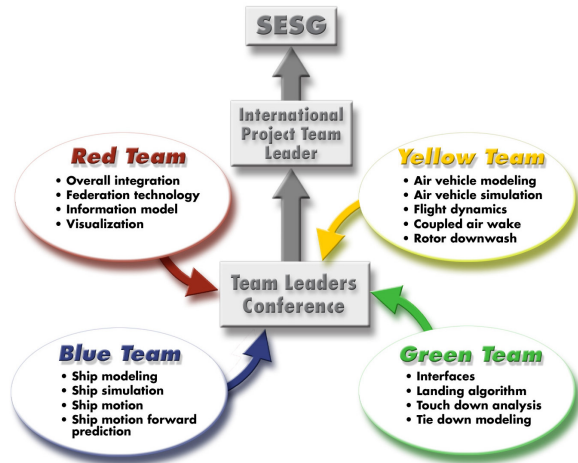 SESG
International
Project Team
Leader
Red Team
• Overall integration
• Federation technology
• Information model
• Visualization
Yellow Team
• Air vehicle modeling
• Air vehicle simulation
• Flight dynamics
• Coupled air wake
• Rotor downwash
Team Leaders
Conference
Blue Team
• Ship modeling
• Ship simulation
• Ship motion
• Ship motion forward
prediction
Green Team
• Interfaces
• Landing algorithm
• Touch down analysis
• Tie down modeling